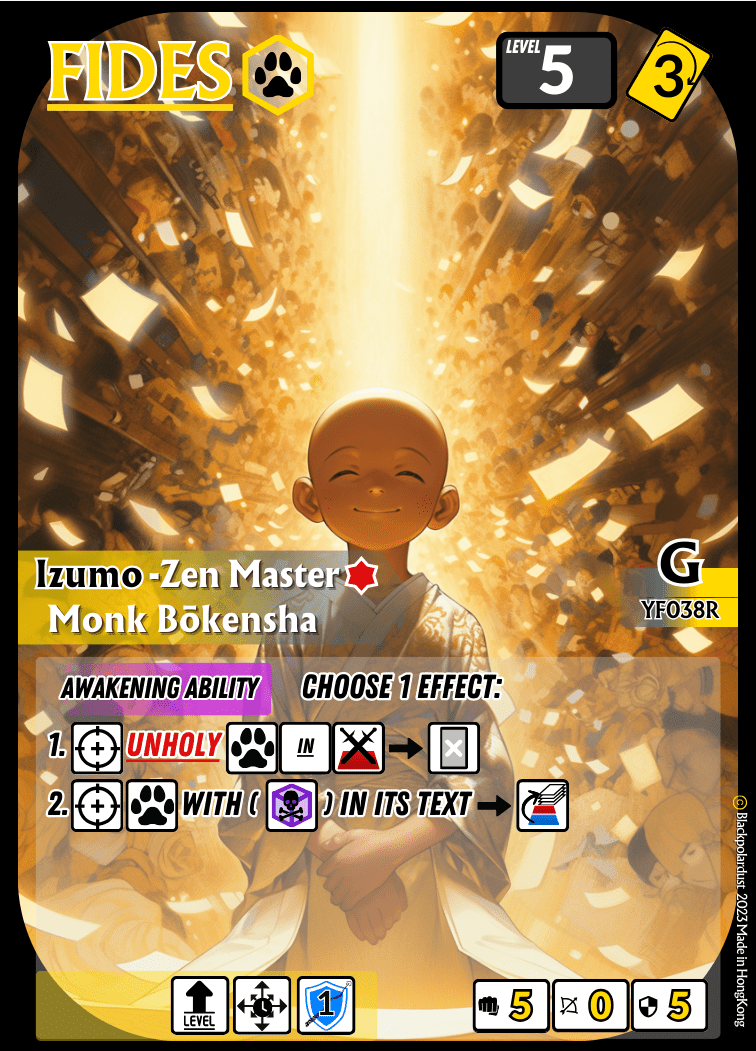 FIDES
LEVEL 5
3
G
Izumo -Zen Master
YF038R
Monk Bōkensha
AWAKENING ABILITY CHOOSE 1 EFFECT:
1. UNHOLY IN
2. WITH ( ) IN ITS TEXT
© Blackpolardust 2023 Made in HongKong
LEVEL 1 5 0 5